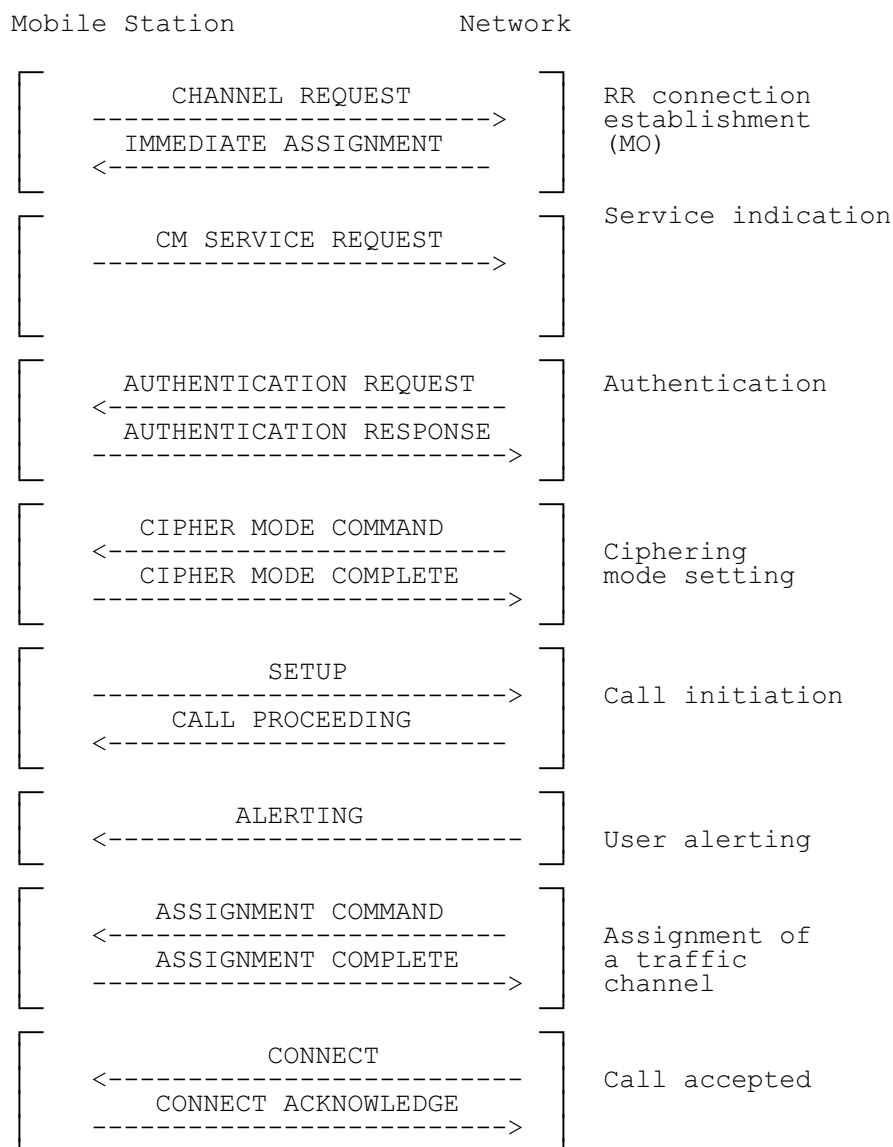 Mobile Station Network
CHANNEL REQUEST RR connection
-------------------------> establishment
IMMEDIATE ASSIGNMENT (MO)
<------------------------
Service indication
CM SERVICE REQUEST
------------------------->
AUTHENTICATION REQUEST Authentication
<-------------------------
AUTHENTICATION RESPONSE
-------------------------->
CIPHER MODE COMMAND
<------------------------- Ciphering
CIPHER MODE COMPLETE mode setting
-------------------------->
SETUP
--------------------------> Call initiation
CALL PROCEEDING
<-------------------------
ALERTING
<-------------------------- User alerting
ASSIGNMENT COMMAND
<------------------------- Assignment of
ASSIGNMENT COMPLETE a traffic
--------------------------> channel
CONNECT
<-------------------------- Call accepted
CONNECT ACKNOWLEDGE
-------------------------->